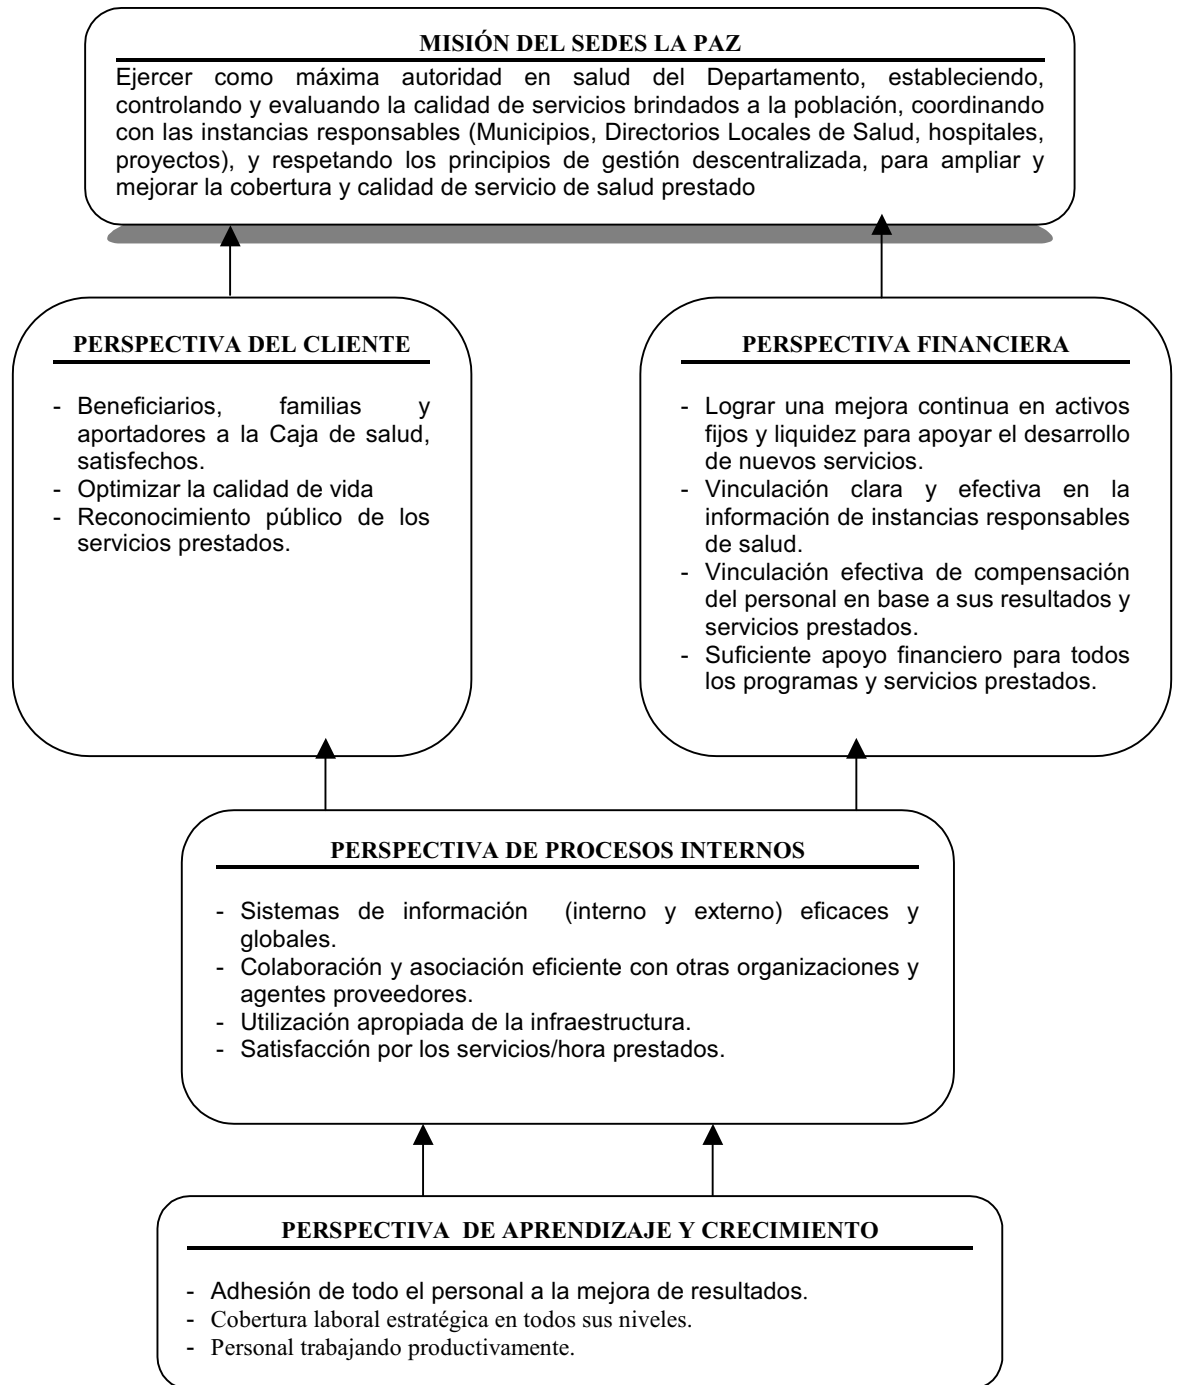 MISIÓN DEL SEDES LA PAZ
Ejercer como máxima autoridad en salud del Departamento, estableciendo,
controlando y evaluando la calidad de servicios brindados a la población, coordinando
con las instancias responsables (Municipios, Directorios Locales de Salud, hospitales,
proyectos), y respetando los principios de gestión descentralizada, para ampliar y
mejorar la cobertura y calidad de servicio de salud prestado
PERSPECTIVA DEL CLIENTE
- Beneficiarios, familias y
aportadores a la Caja de salud,
satisfechos.
- Optimizar la calidad de vida
- Reconocimiento público de los
servicios prestados.
PERSPECTIVA FINANCIERA
- Lograr una mejora continua en activos
fijos y liquidez para apoyar el desarrollo
de nuevos servicios.
- Vinculación clara y efectiva en la
información de instancias responsables
de salud.
- Vinculación efectiva de compensación
del personal en base a sus resultados y
servicios prestados.
- Suficiente apoyo financiero para todos
los programas y servicios prestados.
PERSPECTIVA DE PROCESOS INTERNOS
- Sistemas de información (interno y externo) eficaces y
globales.
- Colaboración y asociación eficiente con otras organizaciones y
agentes proveedores.
- Utilización apropiada de la infraestructura.
- Satisfacción por los servicios/hora prestados.
PERSPECTIVA DE APRENDIZAJE Y CRECIMIENTO
- Adhesión de todo el personal a la mejora de resultados.
- Cobertura laboral estratégica en todos sus niveles.
- Personal trabajando productivamente.